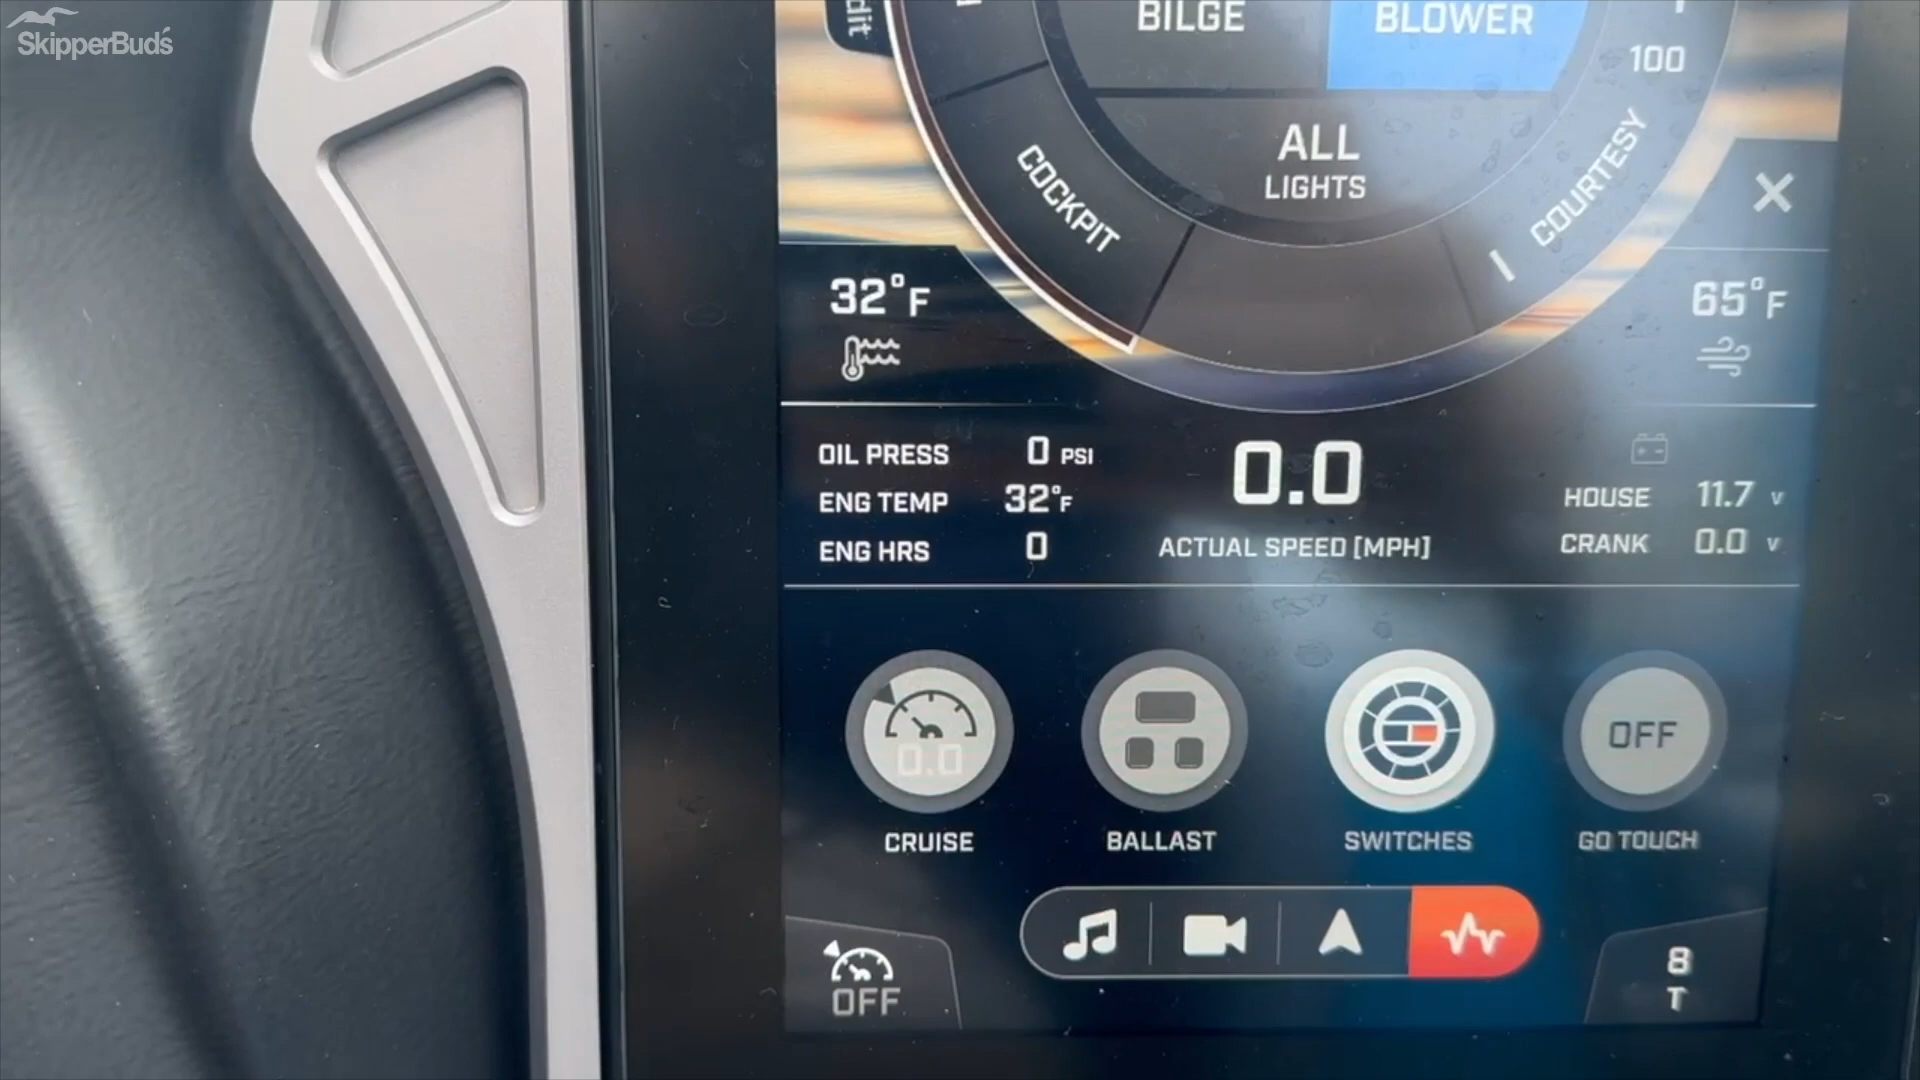 SkipperBud's
dit
BILGE
BLOWER
100
ALL
LIGHTS
COCKPIT
COURTESY
32°F
65°F
OIL PRESS 0 PSI
ENG TEMP 32°F
ENG HRS 0
0.0
ACTUAL SPEED [MPH]
HOUSE 11.7 V
CRANK 0.0 V
0.0
OFF
CRUISE
BALLAST
SWITCHES
GO TOUCH
OFF
8
T